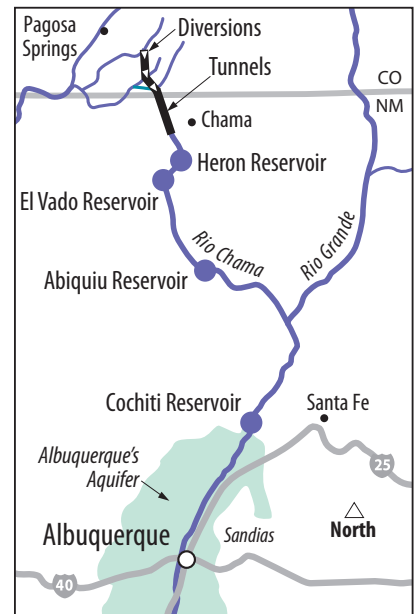 Pagosa
Springs
Diversions
Tunnels
CO
NM
Chama
Heron Reservoir
El Vado Reservoir
Rio Chama
Rio Grande
Abiquiu Reservoir
Cochiti Reservoir
Santa Fe
Albuquerque's
Aquifer
25
Albuquerque
Sandias
North
40